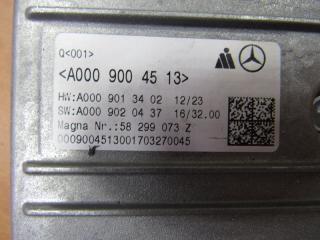 Q<001>
<A000 900 45 13>
HW:A000 901 34 02 12/23
SW:A000 902 04 37 16/32.00
Magna Nr.:58 299 073 Z
0009004513001703270045